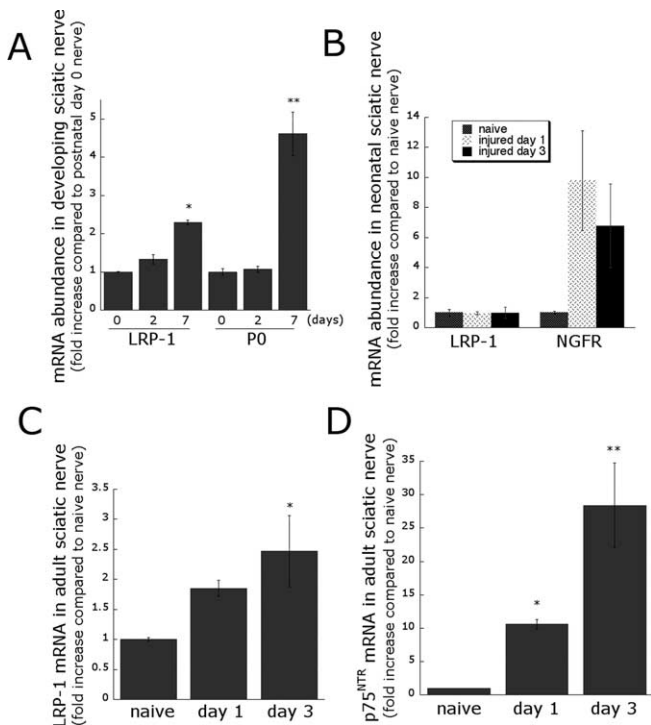 A
mRNA abundance in developing sciatic nerve
(fold increase compared to postnatal day 0 nerve)
5
4
3
2
1
0
*
**
0 2 7 0 2 7 (days)
LRP-1 P0
B
mRNA abundance in neonatal sciatic nerve
(fold increase compared to naive nerve)
14
12
10
8
6
4
2
0
naive
injured day 1
injured day 3
LRP-1 NGFR
C
LRP-1 mRNA in adult sciatic nerve
(fold increase compared to naive nerve)
3.5
3
2.5
2
1.5
1
0.5
0
*
naive day 1 day 3
D
p75NTR mRNA in adult sciatic nerve
(fold increase compared to naive nerve)
35
30
25
20
15
10
5
0
*
**
naive day 1 day 3